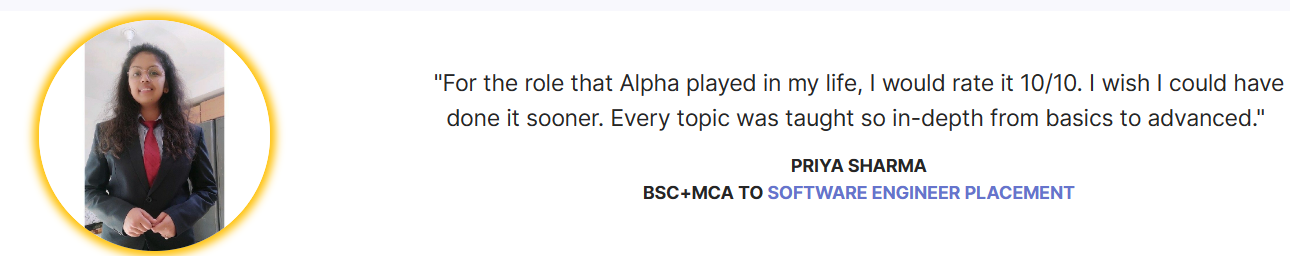 "For the role that Alpha played in my life, I would rate it 10/10. I wish I could have
done it sooner. Every topic was taught so in-depth from basics to advanced."
PRIYA SHARMA
BSC+MCA TO SOFTWARE ENGINEER PLACEMENT